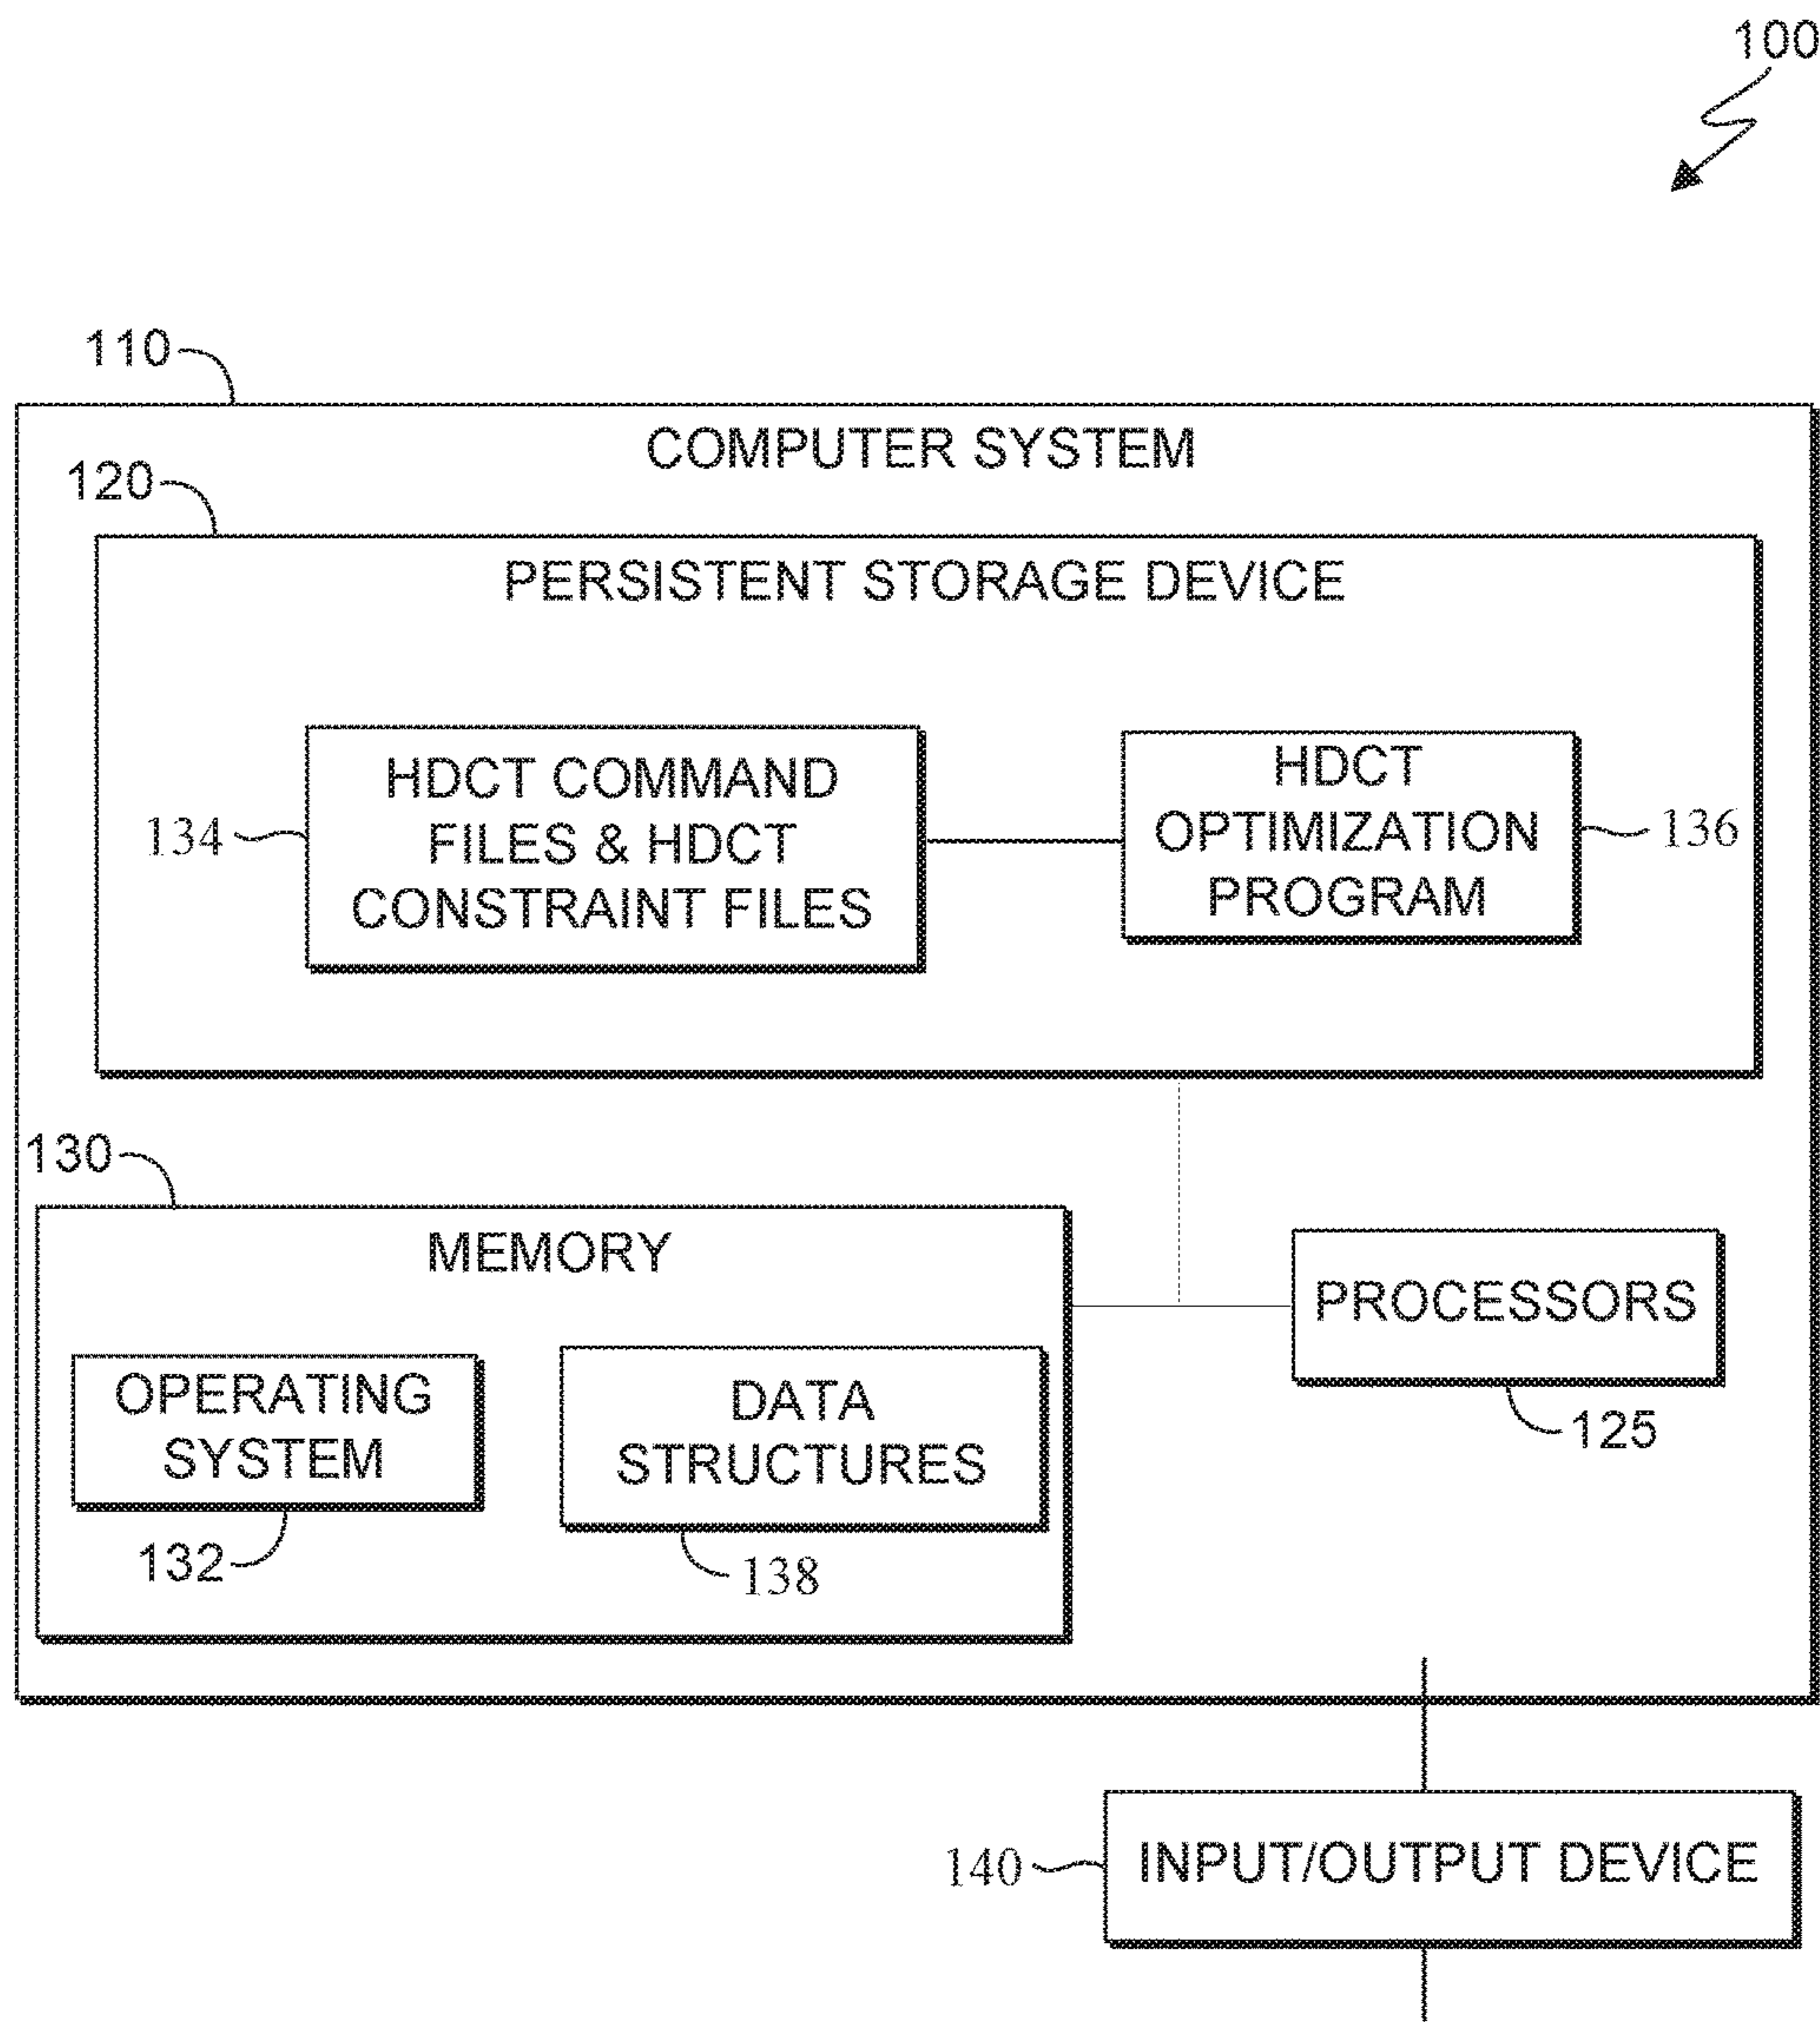 100
110
COMPUTER SYSTEM
120
PERSISTENT STORAGE DEVICE
134
HDCT COMMAND
FILES & HDCT
CONSTRAINT FILES
HDCT
OPTIMIZATION
PROGRAM
136
130
MEMORY
OPERATING
SYSTEM
132
DATA
STRUCTURES
138
PROCESSORS
125
140
INPUT/OUTPUT DEVICE